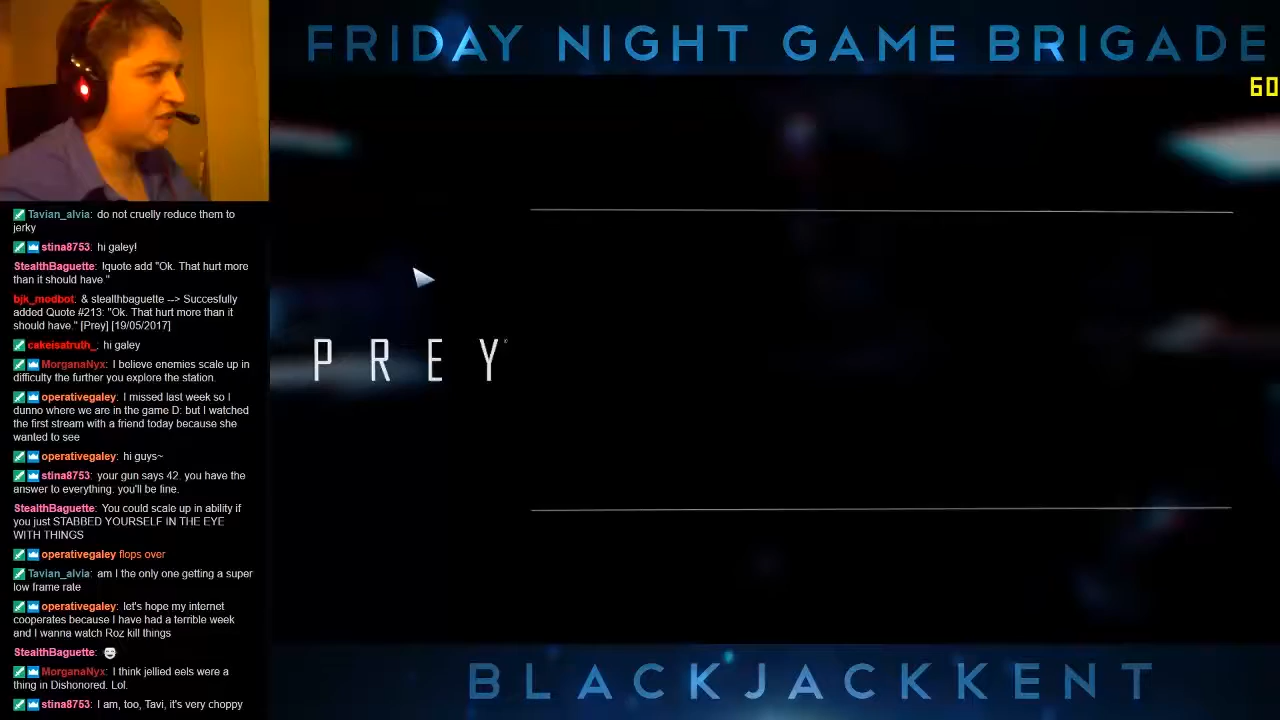 FRIDAY NIGHT GAME BRIGADE
60
Tavian_alvia: do not cruelly reduce them to
jerky
stina8753: hi galey!
StealthBaguette: !quote add "Ok. That hurt more
than it should have."
bjk_modbot: & stealthbaguette --> Succesfully
added Quote #213: "Ok. That hurt more than it
should have." [Prey] [19/05/2017]
cakeisatruth_: hi galey
MorganaNyx: I believe enemies scale up in
difficulty the further you explore the station.
operativegaley: I missed last week so I
dunno where we are in the game D: but I watched
the first stream with a friend today because she
wanted to see
operativegaley: hi guys~
stina8753: your gun says 42. you have the
answer to everything. you'll be fine.
StealthBaguette: You could scale up in ability if
you just STABBED YOURSELF IN THE EYE
WITH THINGS
operativegaley flops over
Tavian_alvia: am I the only one getting a super
low frame rate
operativegaley: let's hope my internet
cooperates because I have had a terrible week
and I wanna watch Roz kill things
StealthBaguette:
MorganaNyx: I think jellied eels were a
thing in Dishonored. Lol.
stina8753: I am, too, Tavi, it's very choppy
PREY
BLACKJACKKENT